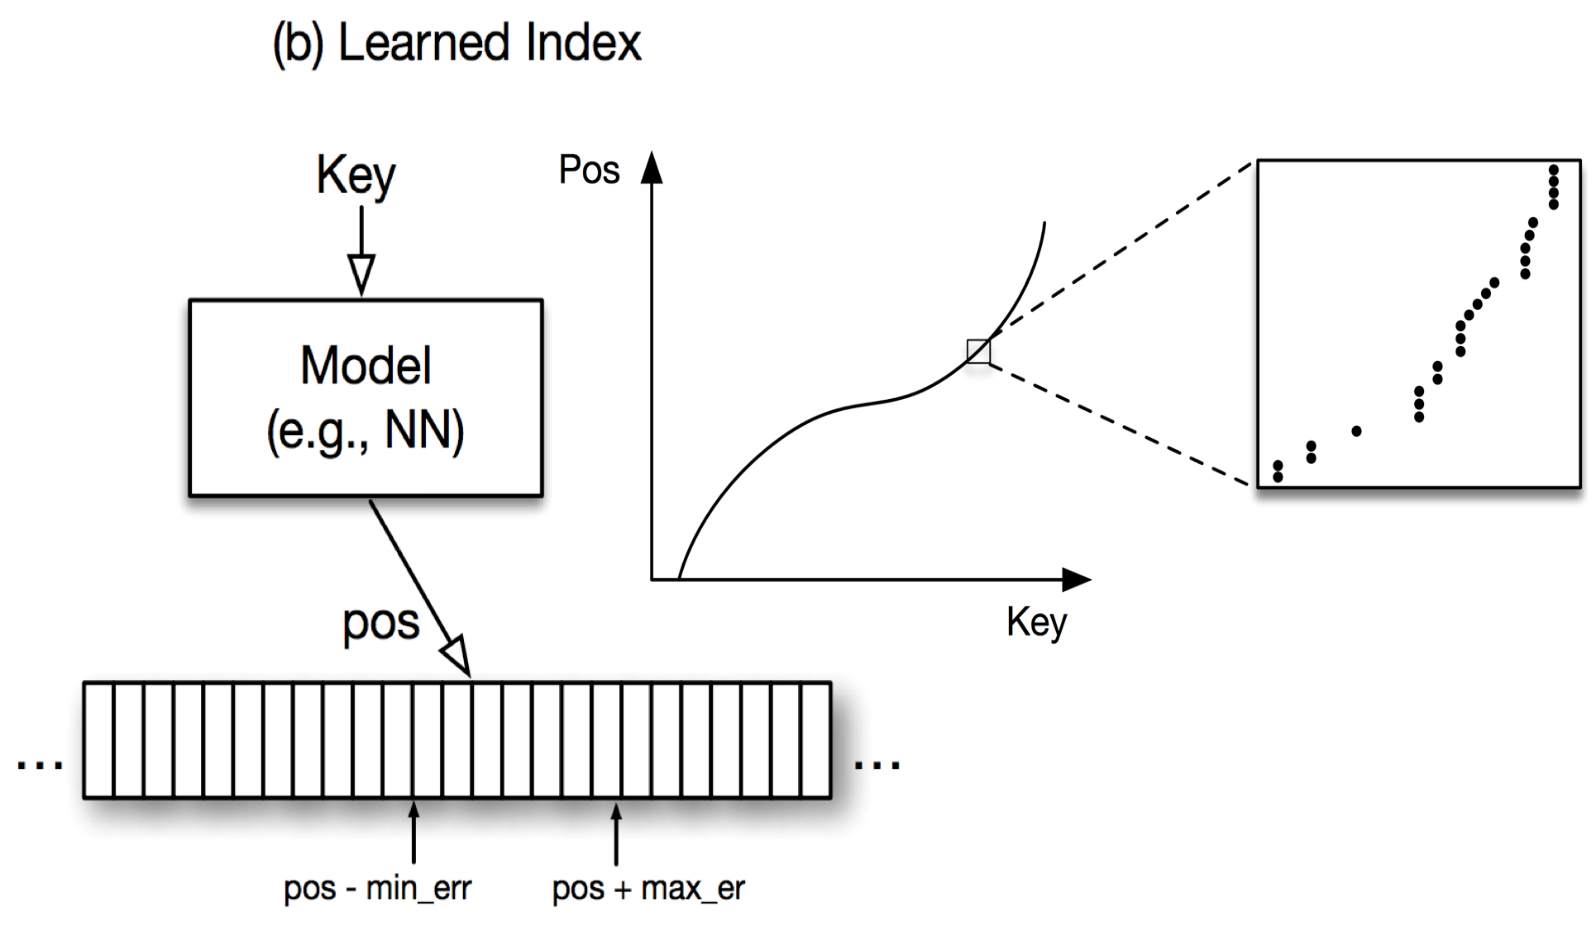 (b) Learned Index
Key
Model
(e.g., NN)
pos
...
...
pos - min_err
pos + max_er
Pos
Key